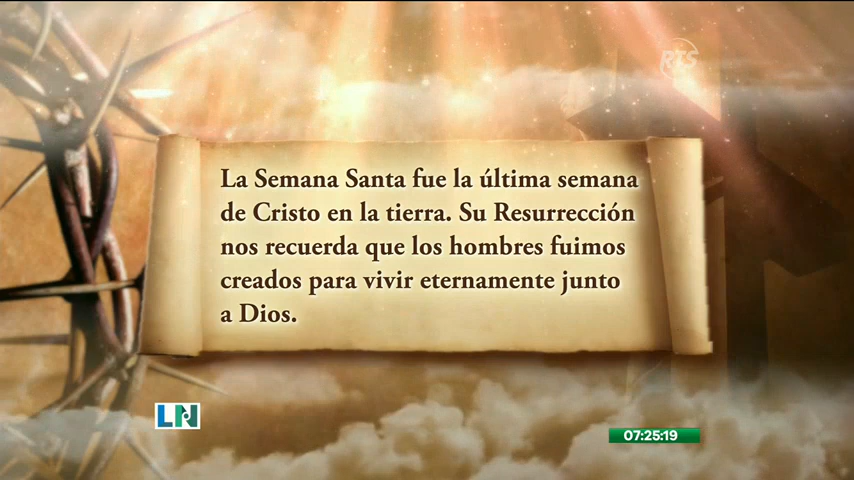 RTS
La Semana Santa fue la última semana
de Cristo en la tierra. Su Resurrección
nos recuerda que los hombres fuimos
creados para vivir eternamente junto
a Dios.
LN
07:25:19